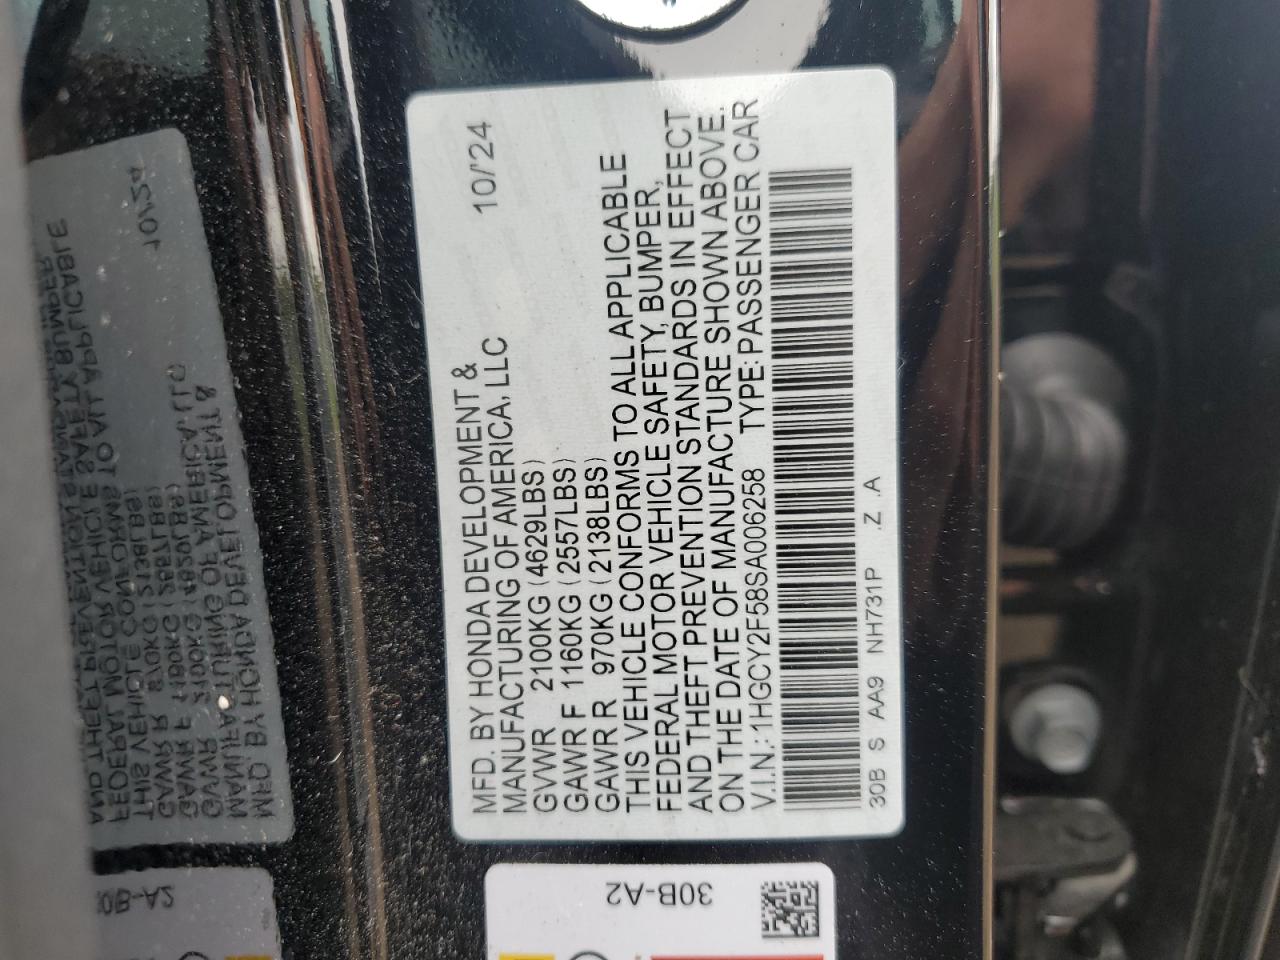 MFD. BY HONDA DEVELOPMENT &
MANUFACTURING OF AMERICA, LLC 10/'24
GVWR 2100KG (4629LBS)
GAWR F 1160KG (2557LBS)
GAWR R 970KG (2138LBS)
THIS VEHICLE CONFORMS TO ALL APPLICABLE
FEDERAL MOTOR VEHICLE SAFETY, BUMPER,
AND THEFT PREVENTION STANDARDS IN EFFECT
ON THE DATE OF MANUFACTURE SHOWN ABOVE.
V.I.N.: 1HGCY2F58SA006258 TYPE: PASSENGER CAR
30B S AA9 NH731P .Z .A
30B-A2